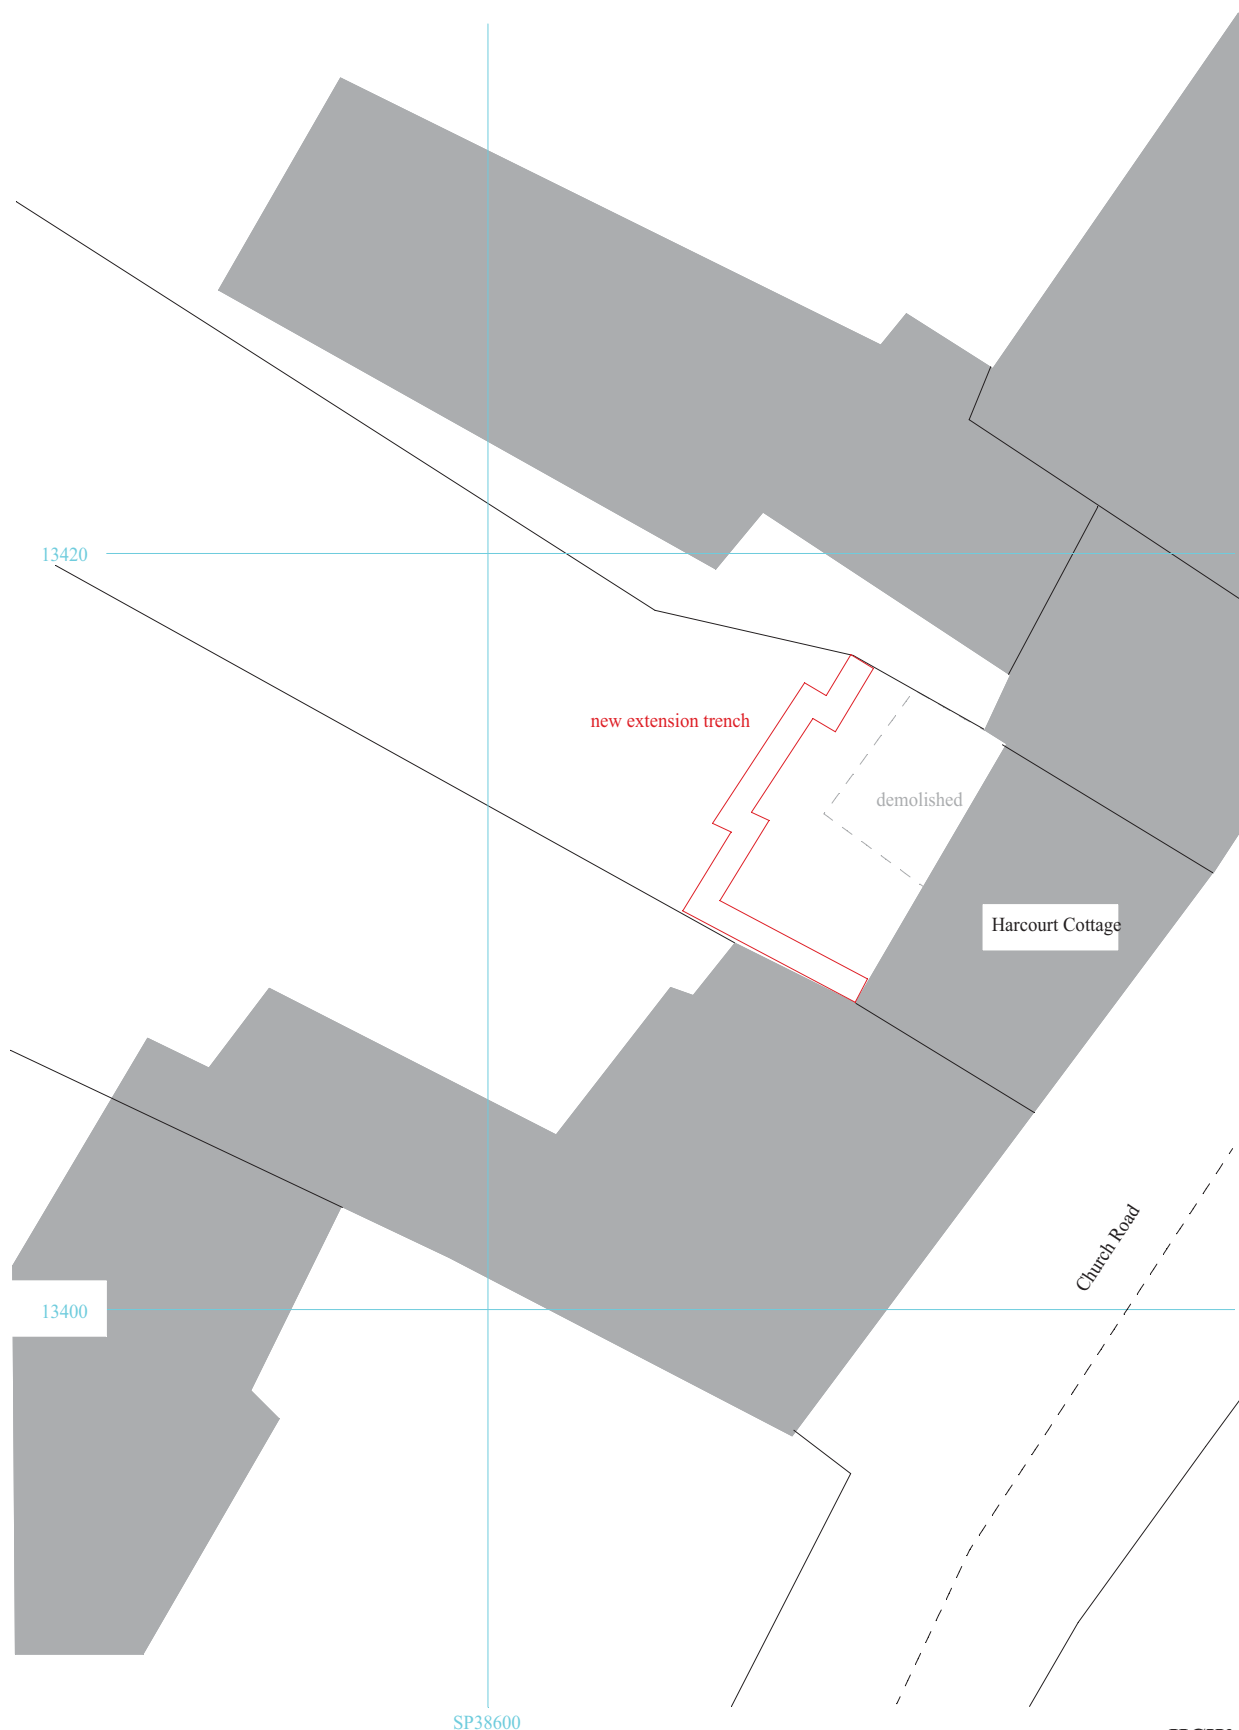 13420
new extension trench
demolished
Harcourt Cottage
Church Road
13400
SP38600